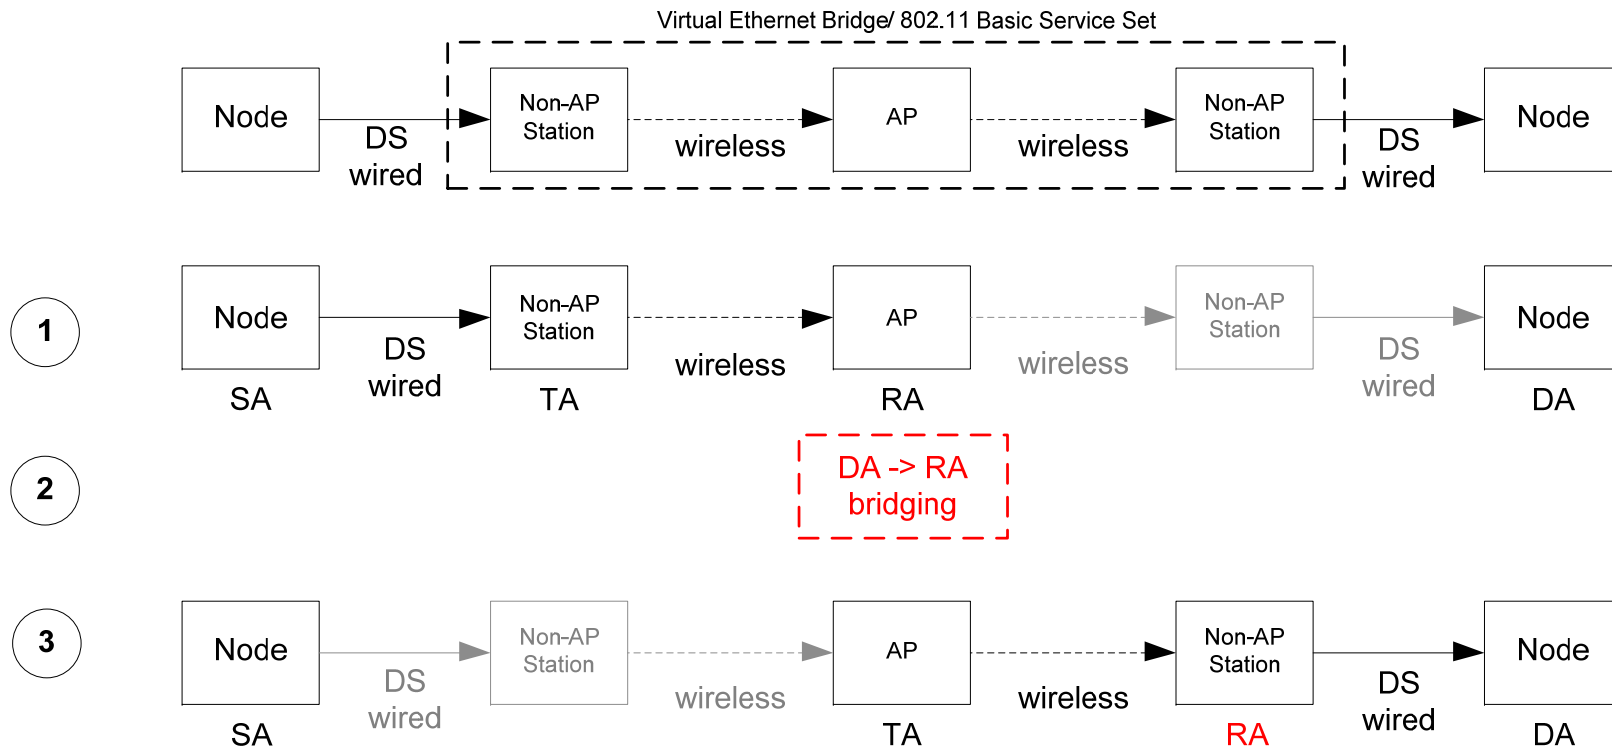 Virtual Ethernet Bridge/ 802.11 Basic Service Set
Node
DS
wired
Non-AP
Station
wireless
AP
wireless
Non-AP
Station
DS
wired
Node
1
Node
SA
DS
wired
Non-AP
Station
TA
wireless
AP
RA
wireless
Non-AP
Station
DS
wired
Node
DA
2
DA -> RA
bridging
3
Node
SA
DS
wired
Non-AP
Station
wireless
AP
TA
wireless
Non-AP
Station
RA
DS
wired
Node
DA